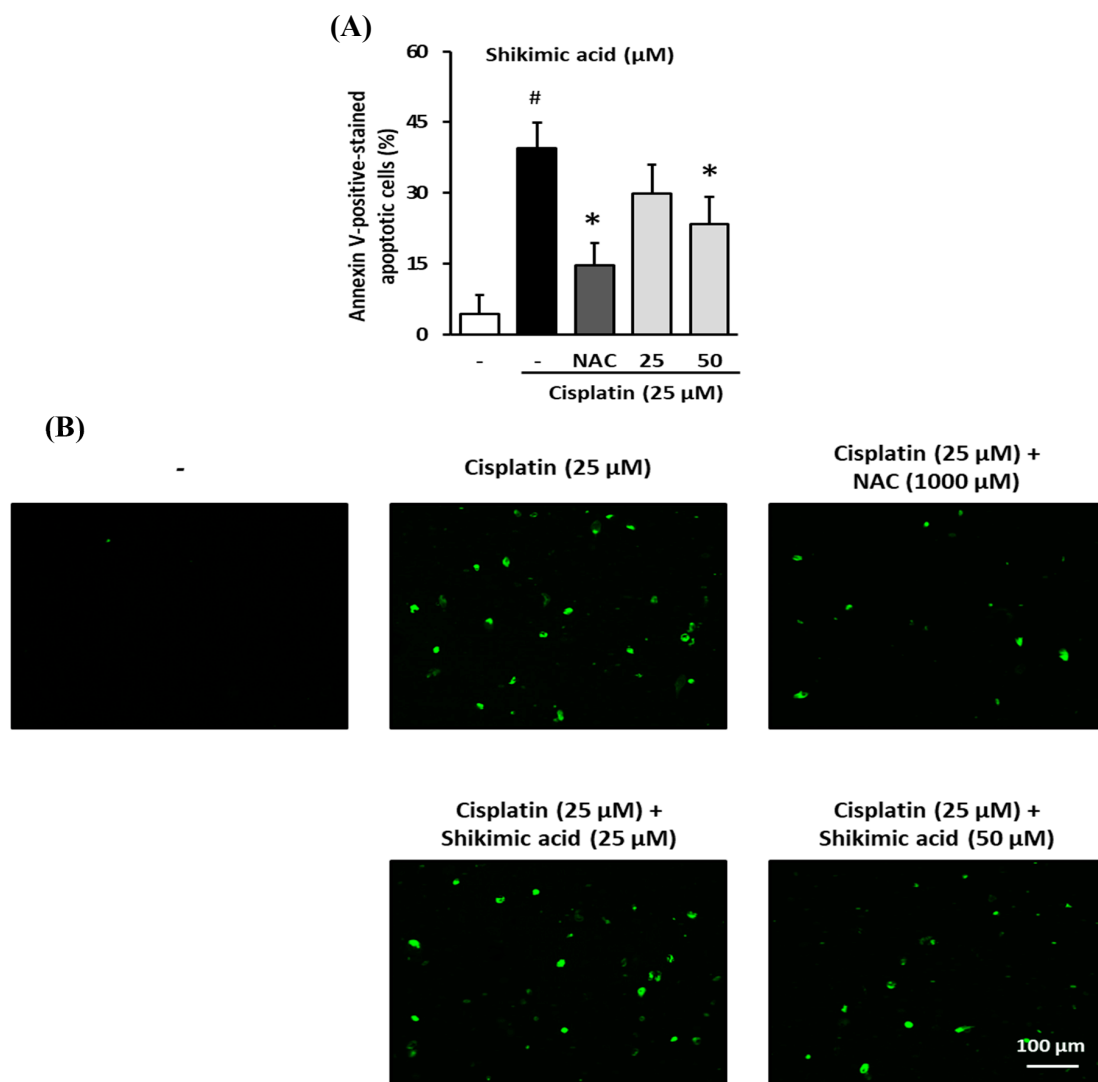 (A)
Shikimic acid (µM)
Annexin V-positive-stained
apoptotic cells (%)
60
45
30
15
0
#
*
*
- - NAC 25 50
Cisplatin (25 µM)
(B)
-
Cisplatin (25 µM)
Cisplatin (25 µM) +
NAC (1000 µM)
Cisplatin (25 µM) +
Shikimic acid (25 µM)
Cisplatin (25 µM) +
Shikimic acid (50 µM)
100 µm